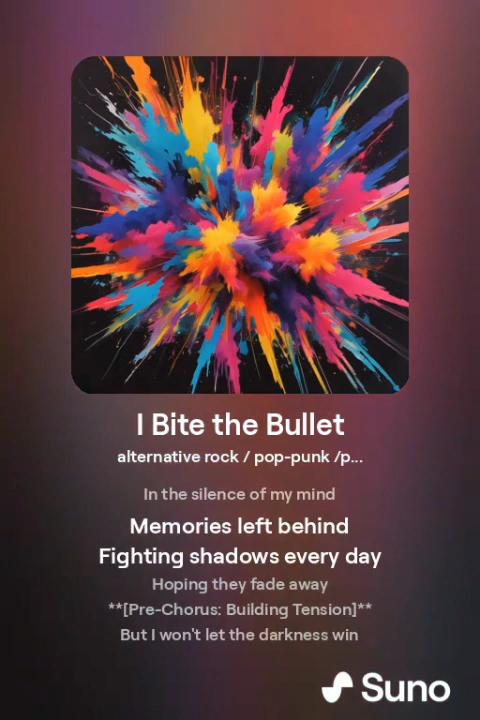 I Bite the Bullet
alternative rock / pop-punk /p...
In the silence of my mind
Memories left behind
Fighting shadows every day
Hoping they fade away
**[Pre-Chorus: Building Tension]**
But I won't let the darkness win
Suno